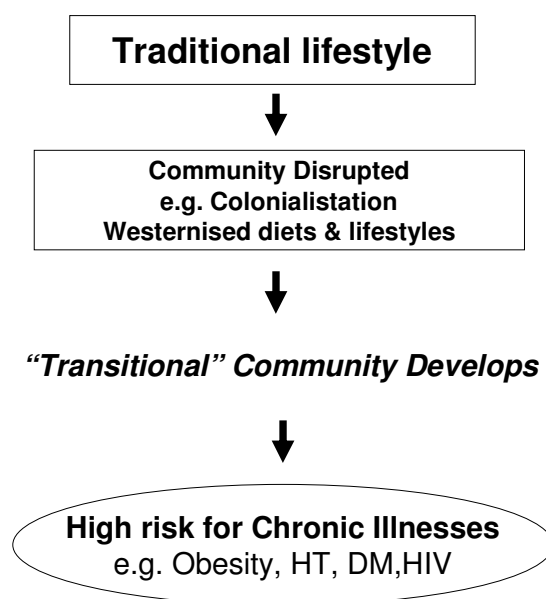 Traditional lifestyle
Community Disrupted
e.g. Colonialistation
Westernised diets & lifestyles
“Transitional” Community Develops
High risk for Chronic Illnesses
e.g. Obesity, HT, DM,HIV